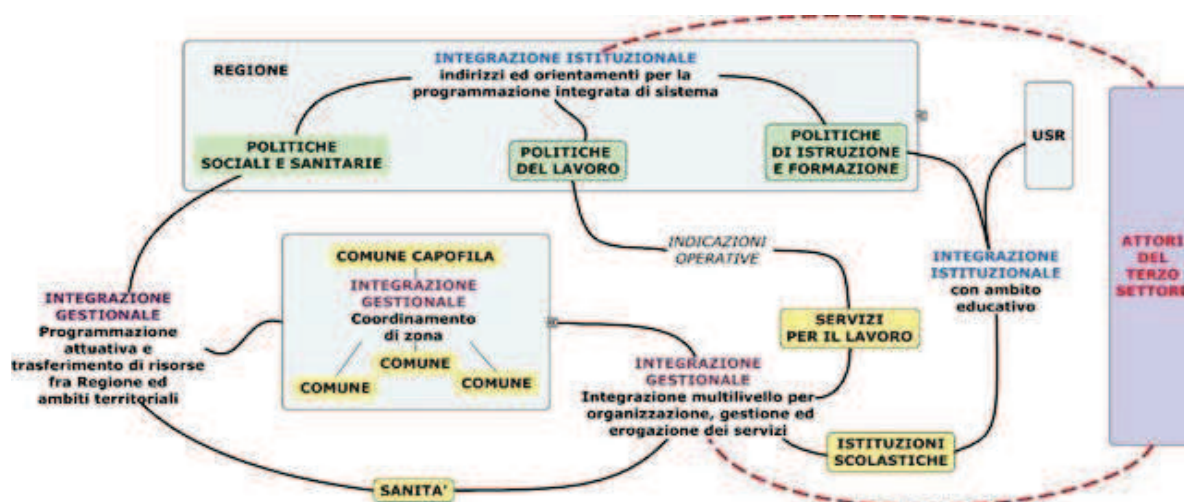 REGIONE
INTEGRAZIONE ISTITUZIONALE
indirizzi ed orientamenti per la
programmazione integrata di sistema
POLITICHE
SOCIALI E SANITARIE
POLITICHE
DEL LAVORO
POLITICHE
DI ISTRUZIONE
E FORMAZIONE
USR
COMUNE CAPOFILA
INTEGRAZIONE
GESTIONALE
Coordinamento
di zona
COMUNE
COMUNE
COMUNE
INDICAZIONI
OPERATIVE
INTEGRAZIONE
ISTITUZIONALE
con ambito
educativo
ATTORI
DEL
TERZO
SETTORE
INTEGRAZIONE
GESTIONALE
Programmazione
attuativa e
trasferimento di risorse
fra Regione ed
ambiti territoriali
SERVIZI
PER IL LAVORO
INTEGRAZIONE
GESTIONALE
Integrazione multilivello per
organizzazione, gestione ed
erogazione dei servizi
ISTITUZIONI
SCOLASTICHE
SANITA'